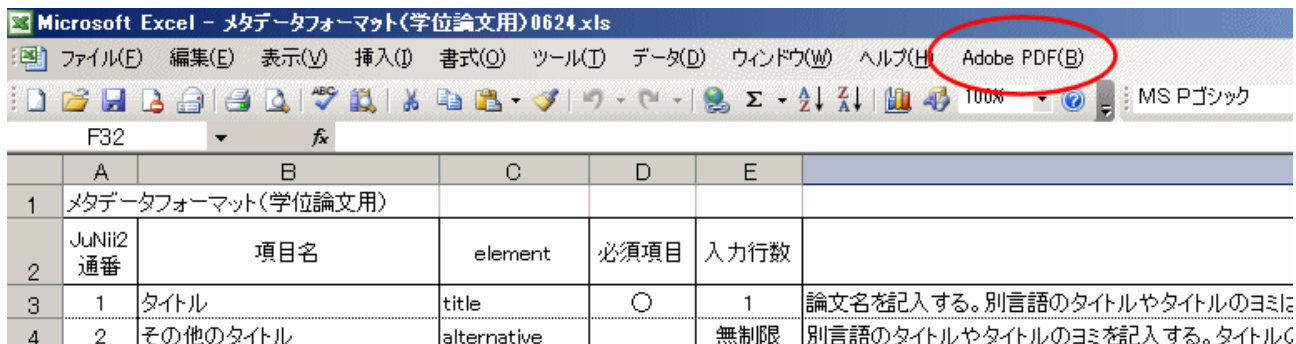 Microsoft Excel - メタデータフォーマット(学位論文用)0624.xls
ファイル(F) 編集(E) 表示(V) 挿入(I) 書式(O) ツール(T) データ(D) ウィンドウ(W) ヘルプ(H) Adobe PDF(B)
ABC Σ A Z Z A 100% MS Pゴシック
F32 fx
A B C D E
1 メタデータフォーマット(学位論文用)
2 JuNii2通番 項目名 element 必須項目 入力行数
3 1 タイトル title ○ 1 論文名を記入する。別言語のタイトルやタイトルのヨミは
4 2 その他のタイトル alternative 無制限 別言語のタイトルやタイトルのヨミを記入する。タイトルの